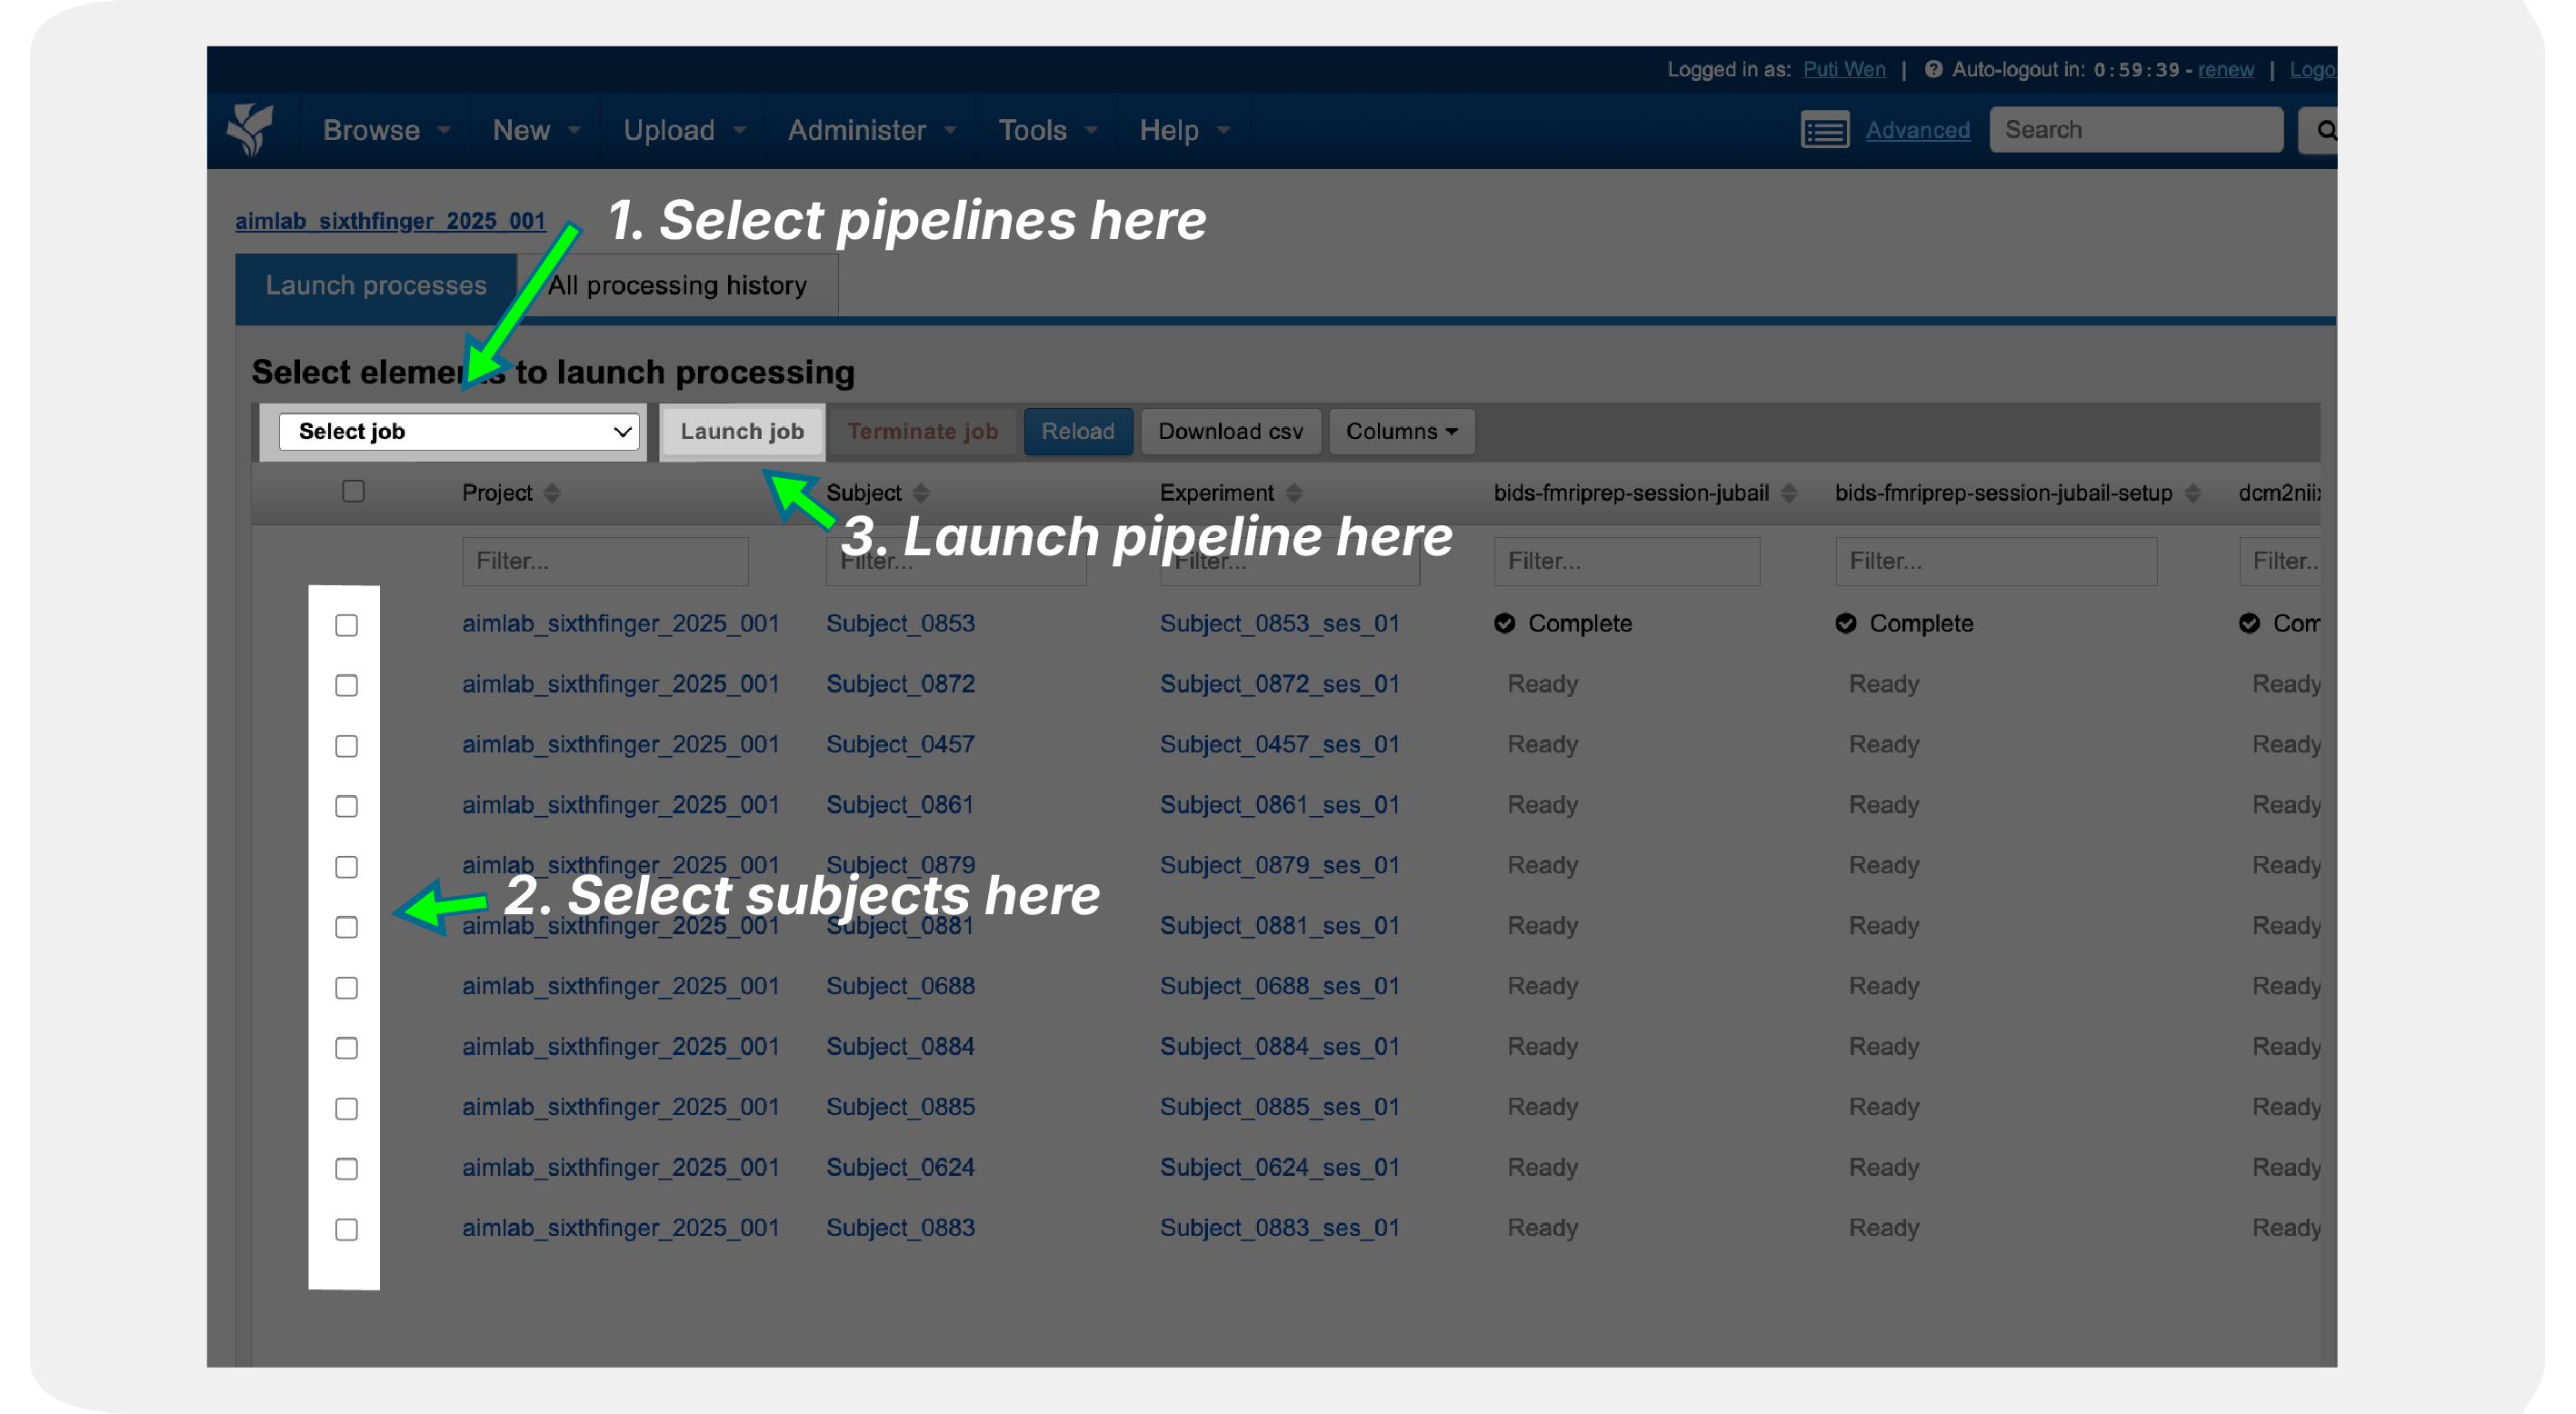 Logged in as: Puti Wen | Auto-logout in: 0:59:39 - renew | Logo
Browse New Upload Administer Tools Help Advanced Search
aimlab_sixthfinger_2025_001
1. Select pipelines here
Launch processes All processing history
Select elements to launch processing
Select job Launch job Terminate job Reload Download csv Columns
Project Subject Experiment bids-fmriprep-session-jubail bids-fmriprep-session-jubail-setup dcm2niix
3. Launch pipeline here
Filter... Filter... Filter... Filter... Filter... Filter..
aimlab_sixthfinger_2025_001 Subject_0853 Subject_0853_ses_01 Complete Complete Com
aimlab_sixthfinger_2025_001 Subject_0872 Subject_0872_ses_01 Ready Ready Ready
aimlab_sixthfinger_2025_001 Subject_0457 Subject_0457_ses_01 Ready Ready Ready
aimlab_sixthfinger_2025_001 Subject_0861 Subject_0861_ses_01 Ready Ready Ready
aimlab_sixthfinger_2025_001 Subject_0879 Subject_0879_ses_01 Ready Ready Ready
2. Select subjects here
aimlab_sixthfinger_2025_001 Subject_0881 Subject_0881_ses_01 Ready Ready Ready
aimlab_sixthfinger_2025_001 Subject_0688 Subject_0688_ses_01 Ready Ready Ready
aimlab_sixthfinger_2025_001 Subject_0884 Subject_0884_ses_01 Ready Ready Ready
aimlab_sixthfinger_2025_001 Subject_0885 Subject_0885_ses_01 Ready Ready Ready
aimlab_sixthfinger_2025_001 Subject_0624 Subject_0624_ses_01 Ready Ready Ready
aimlab_sixthfinger_2025_001 Subject_0883 Subject_0883_ses_01 Ready Ready Ready